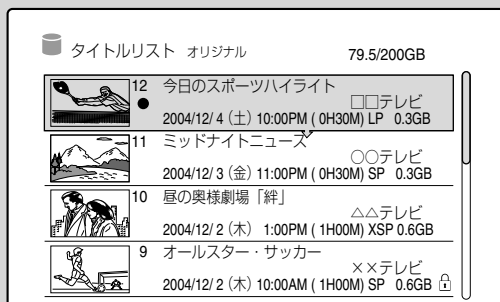 タイトルリスト オリジナル 79.5/200GB
12 今日のスポーツハイライト
□□テレビ
2004/12/ 4 (土) 10:00PM ( 0H30M) LP 0.3GB
11 ミッドナイトニュース
○○テレビ
2004/12/ 3 (金) 11:00PM ( 0H30M) SP 0.3GB
10 昼の奥様劇場「絆」
△△テレビ
2004/12/ 2 (木) 1:00PM ( 1H00M) XSP 0.6GB
9 オールスター・サッカー
××テレビ
2004/12/ 2 (木) 10:00AM ( 1H00M) SP 0.6GB